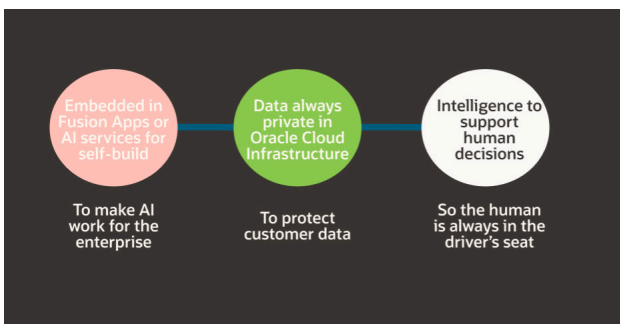 Embedded in
Fusion Apps or
AI services for
self-build
Data always
private in
Oracle Cloud
Infrastructure
Intelligence to
support
human
decisions
To make AI
work for the
enterprise
To protect
customer data
So the human
is always in the
driver's seat